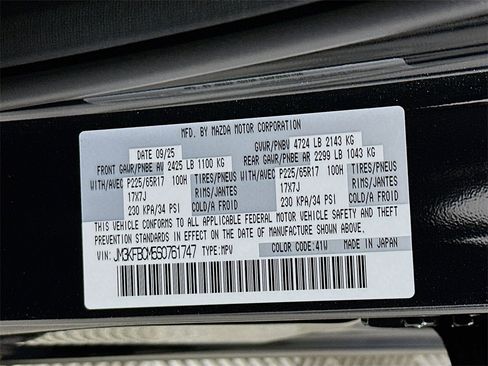 MFD. BY MAZDA MOTOR CORPORATION
DATE 09/25 GVWR/PNBV 4724 LB 2143 KG
FRONT GAWR/PNBE AV 2425 LB 1100 KG REAR GAWR/PNBE AR 2299 LB 1043 KG
WITH/AVEC P225/65R17 100H TIRES/PNEUS WITH/AVEC P225/65R17 100H TIRES/PNEUS
17X7J RIMS/JANTES 17X7J RIMS/JANTES
230 KPA/34 PSI COLD/A FROID 230 KPA/34 PSI COLD/A FROID
THIS VEHICLE CONFORMS TO ALL APPLICABLE FEDERAL MOTOR VEHICLE SAFETY AND THEFT
PREVENTION STANDARDS IN EFFECT ON THE DATE OF MANUFACTURE SHOWN ABOVE.
VIN: JM3KFBCM5S0761747 TYPE:MPV COLOR CODE:41W MADE IN JAPAN